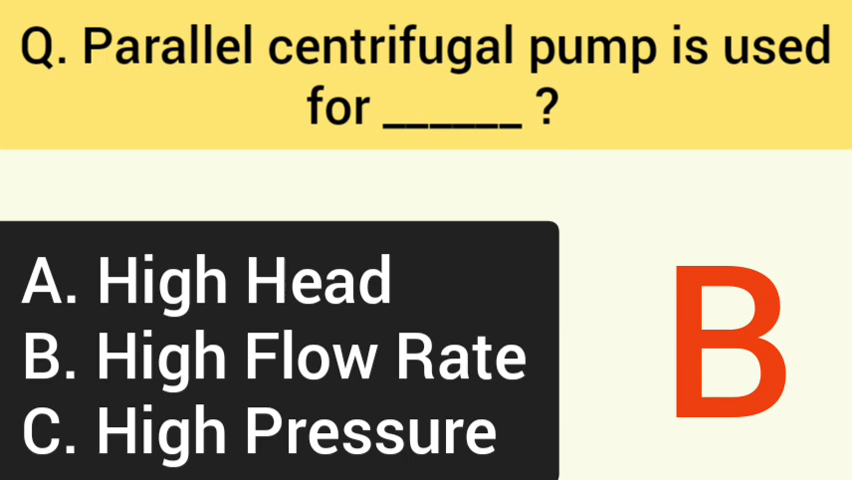 Q. Parallel centrifugal pump is used
for ______ ?
A. High Head
B. High Flow Rate
C. High Pressure
B